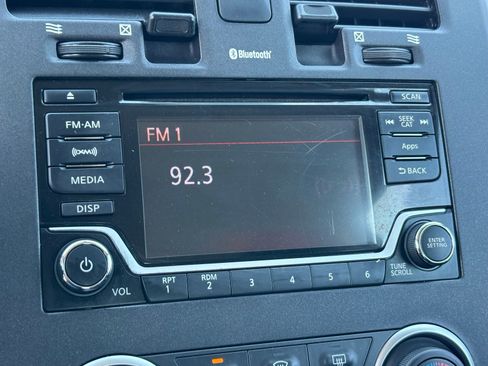 Bluetooth
SCAN
FM·AM
FM 1
SEEK
CAT
(XM)
Apps
92.3
MEDIA
BACK
DISP
ENTER
SETTING
RPT
1
RDM
2
3
4
5
6
TUNE
SCROLL
VOL